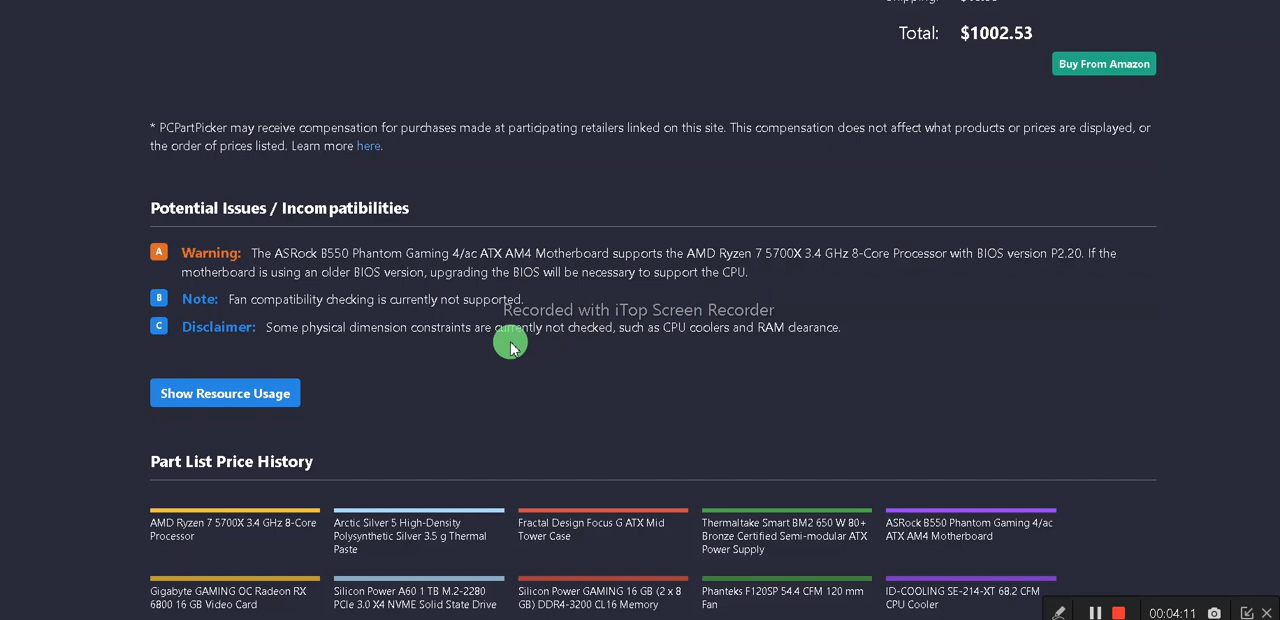 Total: $1002.53
Buy From Amazon
* PCPartPicker may receive compensation for purchases made at participating retailers linked on this site. This compensation does not affect what products or prices are displayed, or
the order of prices listed. Learn more here.
Potential Issues / Incompatibilities
A Warning: The ASRock B550 Phantom Gaming 4/ac ATX AM4 Motherboard supports the AMD Ryzen 7 5700X 3.4 GHz 8-Core Processor with BIOS version P2.20. If the
motherboard is using an older BIOS version, upgrading the BIOS will be necessary to support the CPU.
B Note: Fan compatibility checking is currently not supported.
Recorded with iTop Screen Recorder
C Disclaimer: Some physical dimension constraints are currently not checked, such as CPU coolers and RAM clearance.
Show Resource Usage
Part List Price History
AMD Ryzen 7 5700X 3.4 GHz 8-Core
Processor
Arctic Silver 5 High-Density
Polysynthetic Silver 3.5 g Thermal
Paste
Fractal Design Focus G ATX Mid
Tower Case
Thermaltake Smart BM2 650 W 80+
Bronze Certified Semi-modular ATX
Power Supply
ASRock B550 Phantom Gaming 4/ac
ATX AM4 Motherboard
Gigabyte GAMING OC Radeon RX
6800 16 GB Video Card
Silicon Power A60 1 TB M.2-2280
PCIe 3.0 X4 NVME Solid State Drive
Silicon Power GAMING 16 GB (2 x 8
GB) DDR4-3200 CL16 Memory
Phanteks F120SP 54.4 CFM 120 mm
Fan
ID-COOLING SE-214-XT 68.2 CFM
CPU Cooler
00:04:11